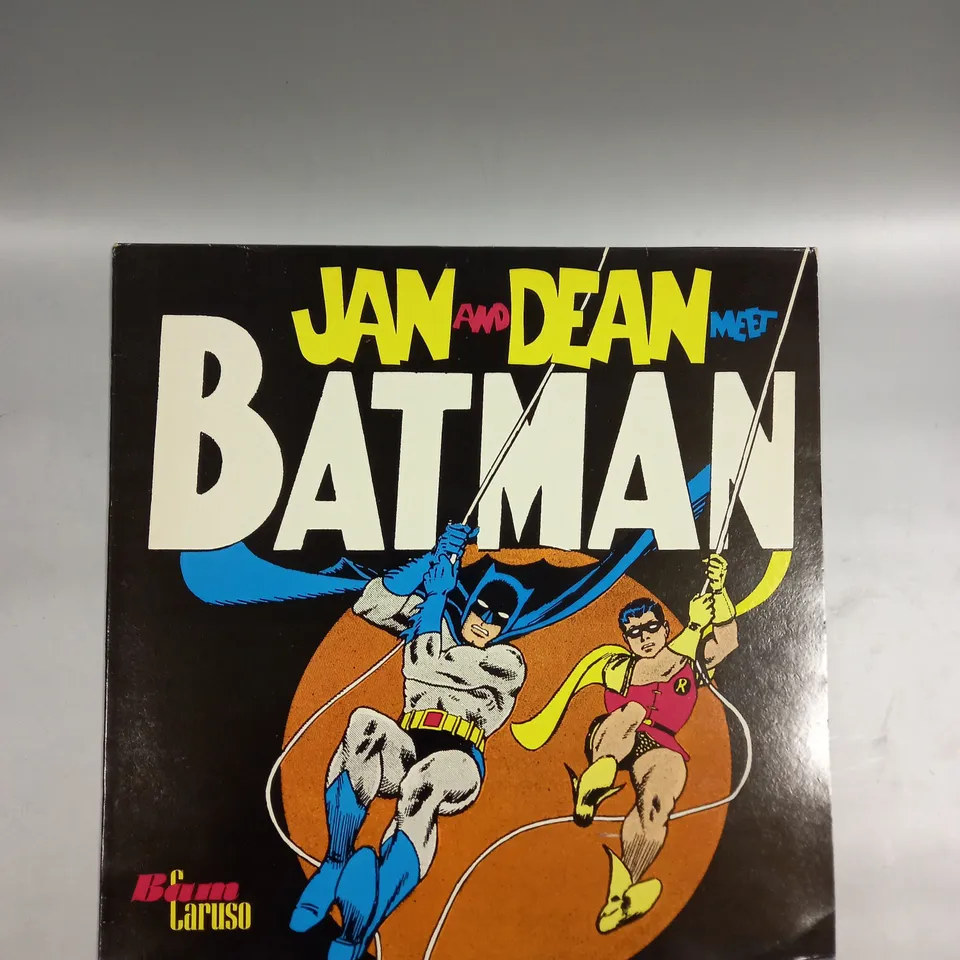 JAN AND DEAN MEET
BATMAN
R
Bam
Caruso